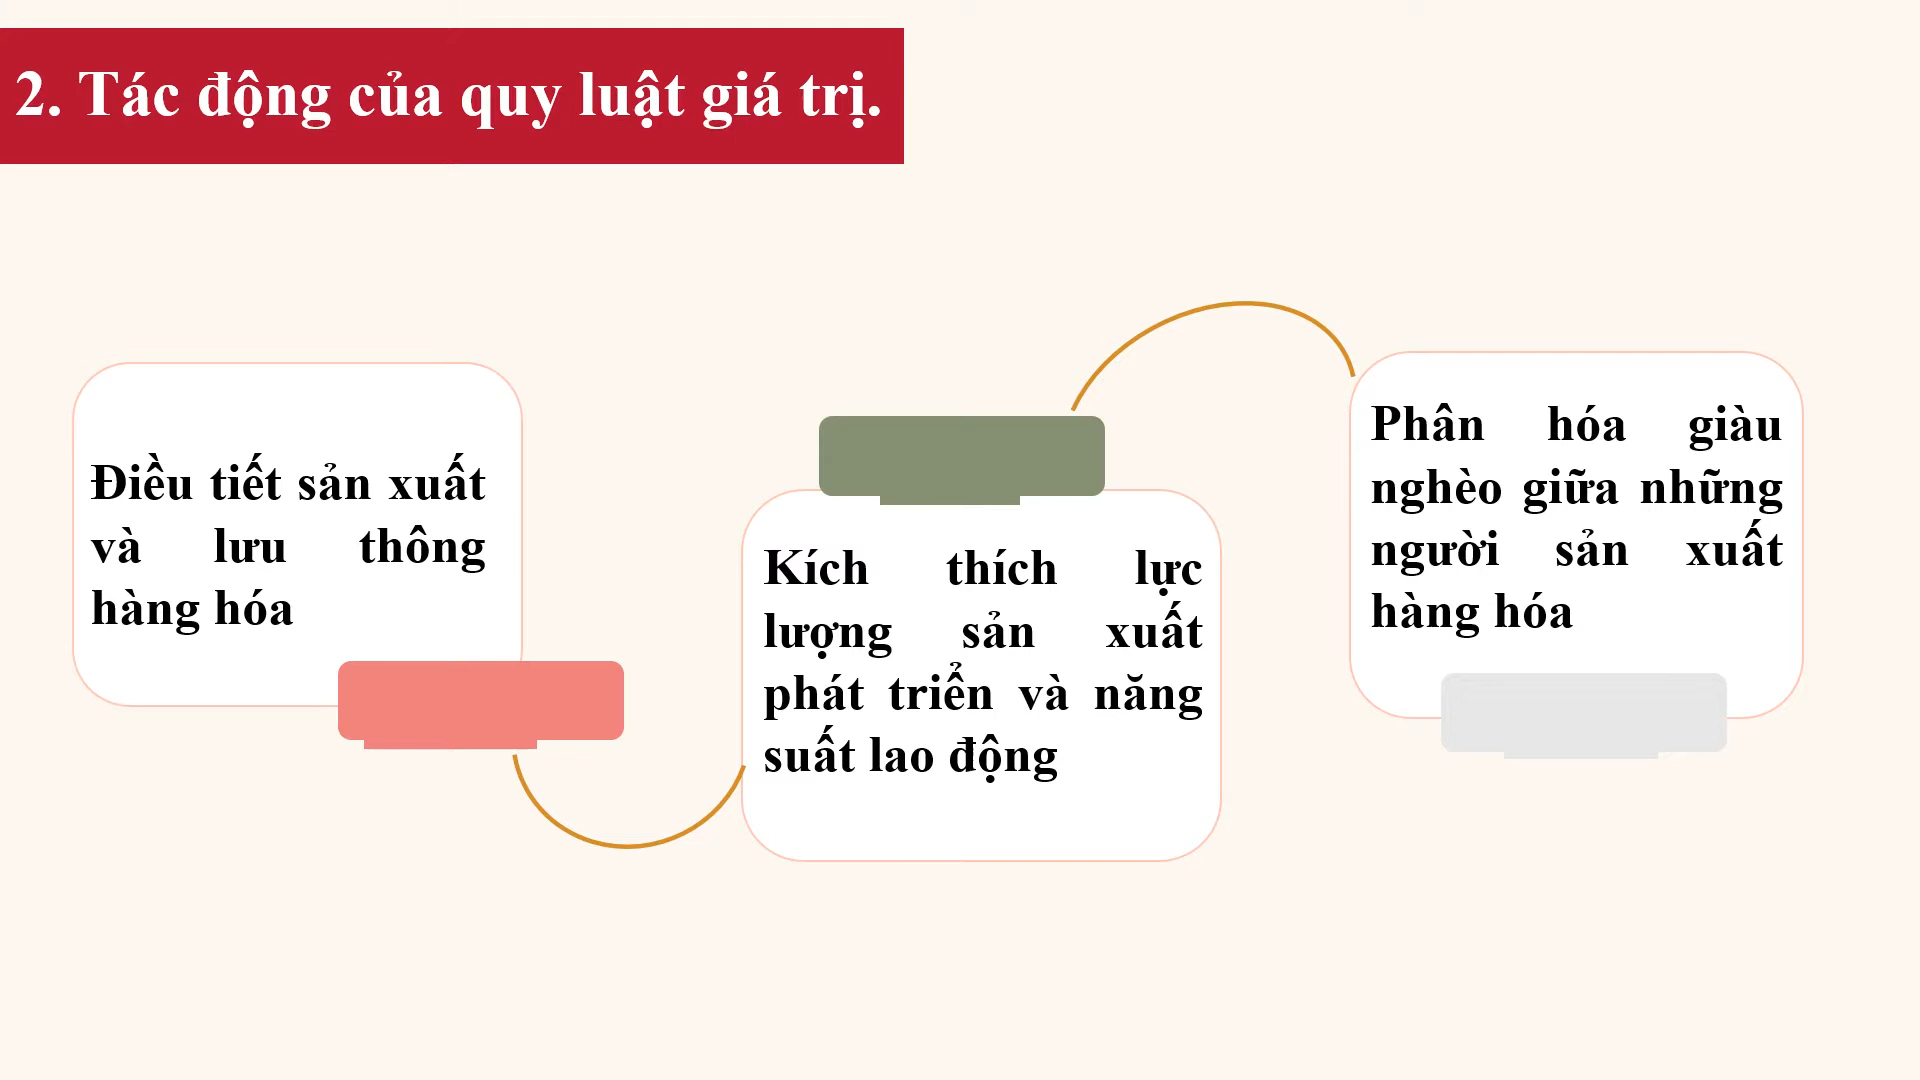 2. Tác động của quy luật giá trị.
Điều tiết sản xuất
và lưu thông
hàng hóa
Kích thích lực
lượng sản xuất
phát triển và năng
suất lao động
Phân hóa giàu
nghèo giữa những
người sản xuất
hàng hóa